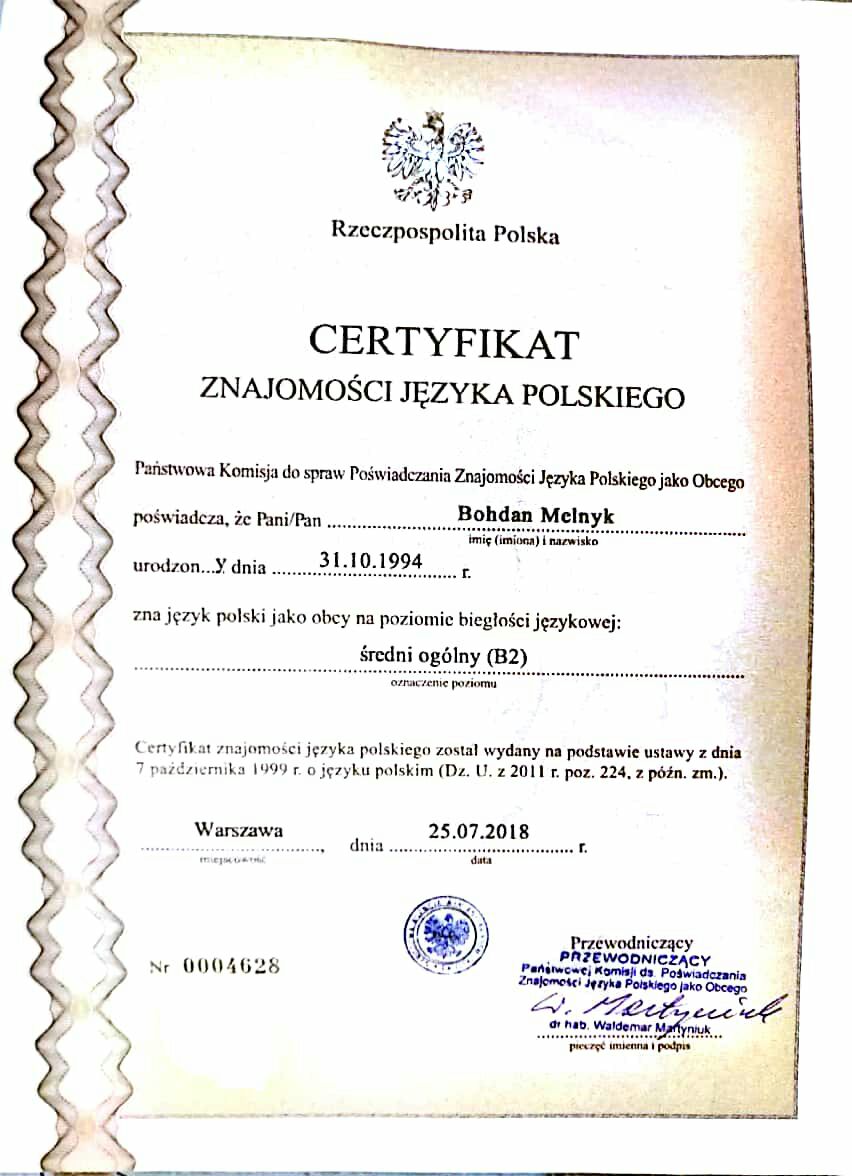 Rzeczpospolita Polska
CERTYFIKAT
ZNAJOMOŚCI JĘZYKA POLSKIEGO
Państwowa Komisja do spraw Poświadczania Znajomości Języka Polskiego jako Obcego
poświadcza, że Pani/Pan Bohdan Melnyk
imię (imiona) i nazwisko
urodzon...y dnia 31.10.1994 r.
zna język polski jako obcy na poziomie biegłości językowej:
średni ogólny (B2)
oznaczenie poziomu
Certyfikat znajomości języka polskiego został wydany na podstawie ustawy z dnia
7 października 1999 r. o języku polskim (Dz. U. z 2011 r. poz. 224, z późn. zm.).
Warszawa, dnia 25.07.2018 r.
miejscowość data
Nr 0004628
Przewodniczący
PRZEWODNICZĄCY
Państwowej Komisji ds. Poświadczania
Znajomości Języka Polskiego jako Obcego
W. Martyniuk
dr hab. Waldemar Martyniuk
pieczęć imienna i podpis